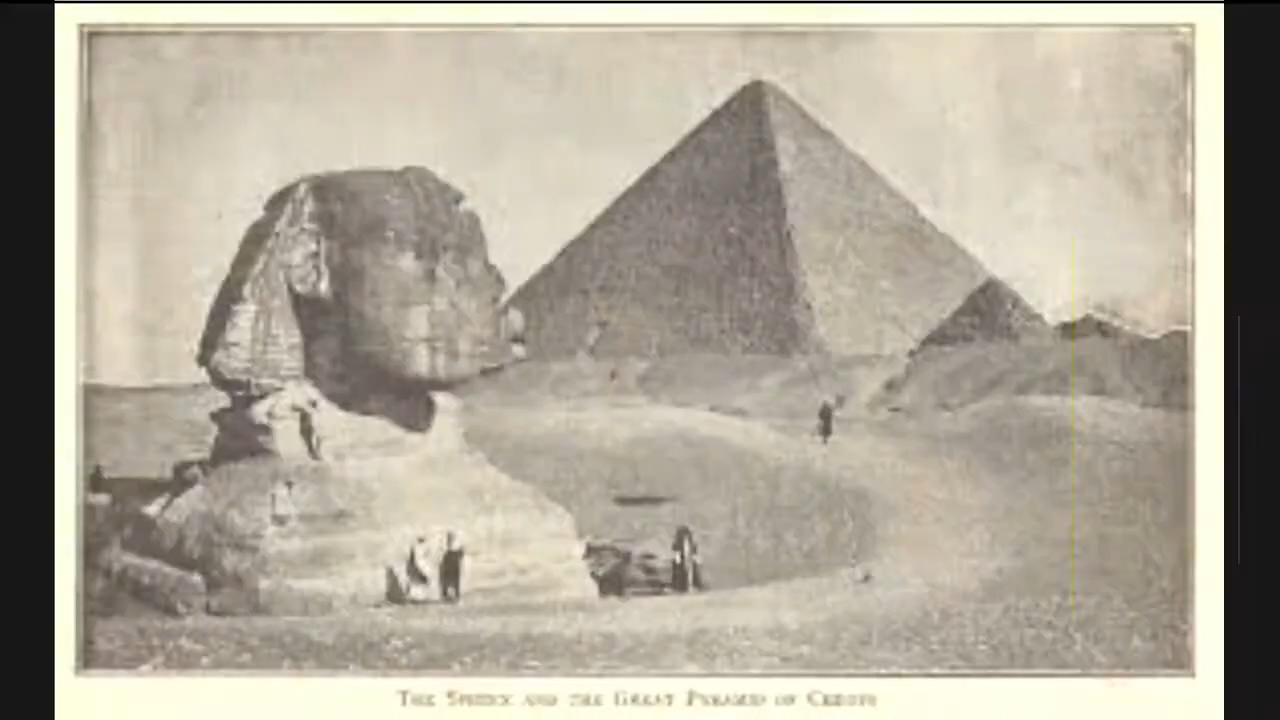 THE SPHINX AND THE GREAT PYRAMID OF CHEOPS